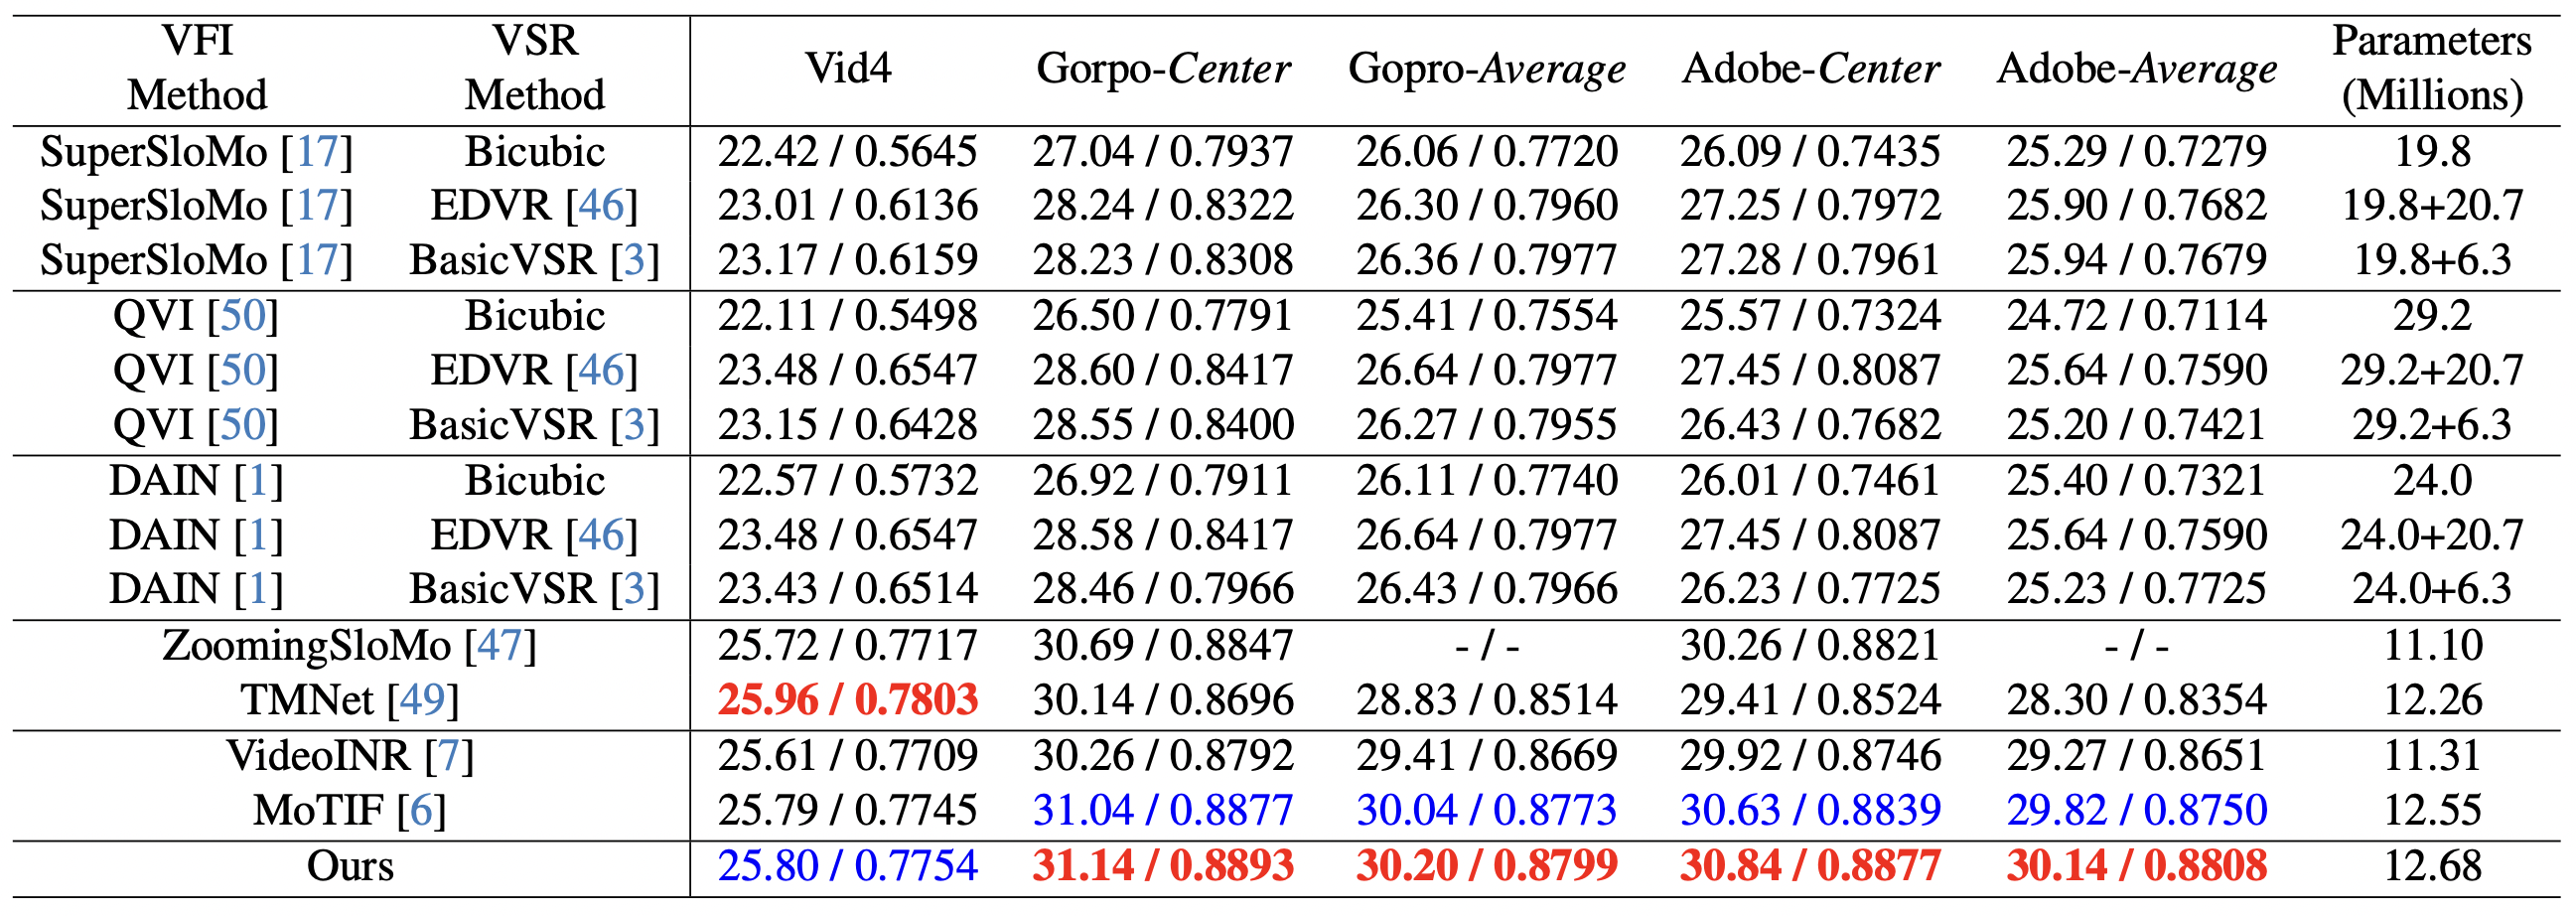 VFI Method VSR Method Vid4 Gorpo-Center Gopro-Average Adobe-Center Adobe-Average Parameters (Millions)
SuperSloMo [17] Bicubic 22.42 / 0.5645 27.04 / 0.7937 26.06 / 0.7720 26.09 / 0.7435 25.29 / 0.7279 19.8
SuperSloMo [17] EDVR [46] 23.01 / 0.6136 28.24 / 0.8322 26.30 / 0.7960 27.25 / 0.7972 25.90 / 0.7682 19.8+20.7
SuperSloMo [17] BasicVSR [3] 23.17 / 0.6159 28.23 / 0.8308 26.36 / 0.7977 27.28 / 0.7961 25.94 / 0.7679 19.8+6.3
QVI [50] Bicubic 22.11 / 0.5498 26.50 / 0.7791 25.41 / 0.7554 25.57 / 0.7324 24.72 / 0.7114 29.2
QVI [50] EDVR [46] 23.48 / 0.6547 28.60 / 0.8417 26.64 / 0.7977 27.45 / 0.8087 25.64 / 0.7590 29.2+20.7
QVI [50] BasicVSR [3] 23.15 / 0.6428 28.55 / 0.8400 26.27 / 0.7955 26.43 / 0.7682 25.20 / 0.7421 29.2+6.3
DAIN [1] Bicubic 22.57 / 0.5732 26.92 / 0.7911 26.11 / 0.7740 26.01 / 0.7461 25.40 / 0.7321 24.0
DAIN [1] EDVR [46] 23.48 / 0.6547 28.58 / 0.8417 26.64 / 0.7977 27.45 / 0.8087 25.64 / 0.7590 24.0+20.7
DAIN [1] BasicVSR [3] 23.43 / 0.6514 28.46 / 0.7966 26.43 / 0.7966 26.23 / 0.7725 25.23 / 0.7725 24.0+6.3
ZoomingSloMo [47] 25.72 / 0.7717 30.69 / 0.8847 - / - 30.26 / 0.8821 - / - 11.10
TMNet [49] 25.96 / 0.7803 30.14 / 0.8696 28.83 / 0.8514 29.41 / 0.8524 28.30 / 0.8354 12.26
VideoINR [7] 25.61 / 0.7709 30.26 / 0.8792 29.41 / 0.8669 29.92 / 0.8746 29.27 / 0.8651 11.31
MoTIF [6] 25.79 / 0.7745 31.04 / 0.8877 30.04 / 0.8773 30.63 / 0.8839 29.82 / 0.8750 12.55
Ours 25.80 / 0.7754 31.14 / 0.8893 30.20 / 0.8799 30.84 / 0.8877 30.14 / 0.8808 12.68